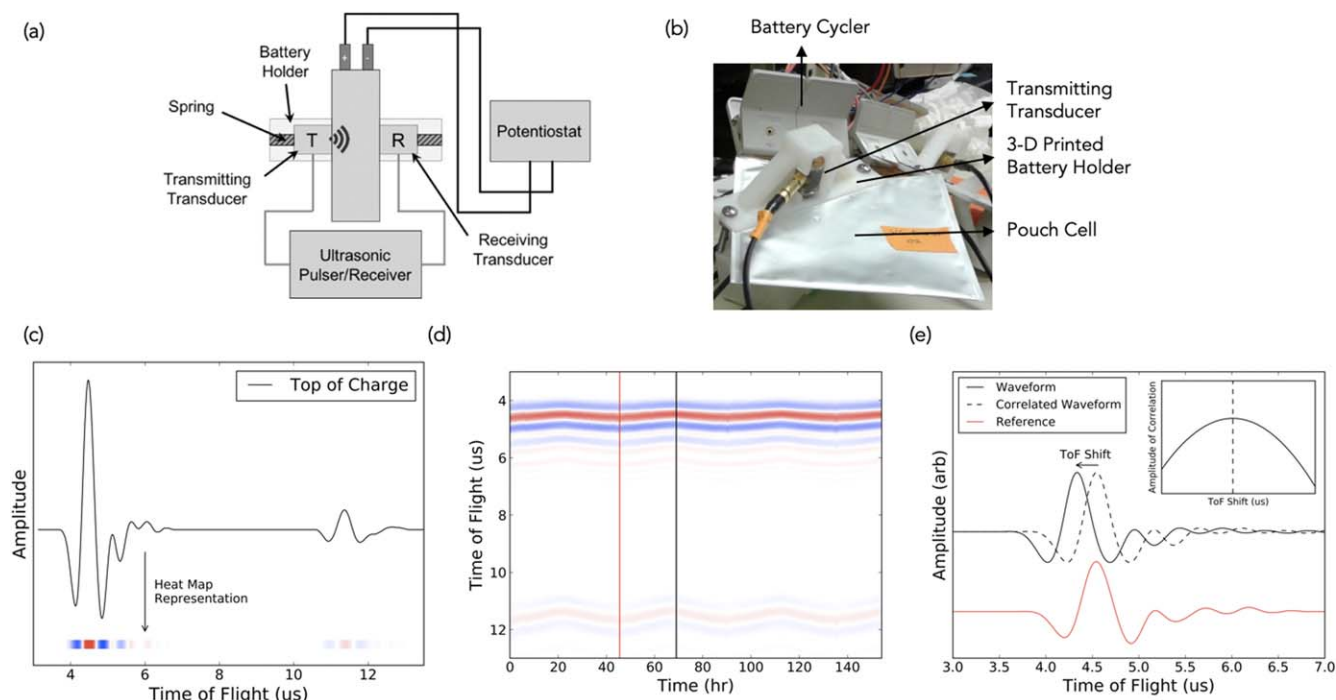 (a)
Battery
Holder
Spring
T
R
+
-
Potentiostat
Transmitting
Transducer
Receiving
Transducer
Ultrasonic
Pulser/Receiver
(b)
Battery Cycler
Transmitting
Transducer
3-D Printed
Battery Holder
Pouch Cell
(c)
Top of Charge
Amplitude
Heat Map
Representation
4 6 8 10 12
Time of Flight (us)
(d)
Time of Flight (us)
4
6
8
10
12
0 20 40 60 80 100 120 140
Time (hr)
(e)
Waveform
Correlated Waveform
Reference
ToF Shift
Amplitude of Correlation
ToF Shift (us)
Amplitude (arb)
3.0 4.0 4.5 5.0 5.5 6.0 6.5 7.0
Time of Flight (us)